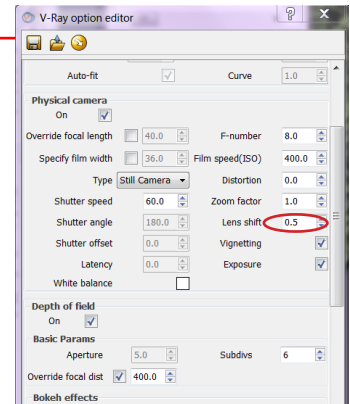 V-Ray option editor
Auto-fit Curve 1.0
Physical camera
On
Override focal length 40.0 F-number 8.0
Specify film width 36.0 Film speed(ISO) 400.0
Type Still Camera Distortion 0.0
Shutter speed 60.0 Zoom factor 1.0
Shutter angle 180.0 Lens shift 0.5
Shutter offset 0.0 Vignetting
Latency 0.0 Exposure
White balance
Depth of field
On
Basic Params
Aperture 5.0 Subdivs 6
Override focal dist 400.0
Bokeh effects